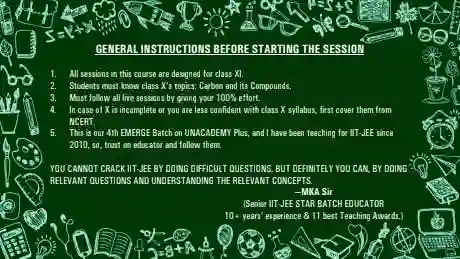 GENERAL INSTRUCTIONS BEFORE STARTING THE SESSION
1. All sessions in this course are designed for class XI.
2. Students must know class X's topics: Carbon and its Compounds.
3. Must follow all live sessions by giving your 100% effort.
4. In case of X is incomplete or you are less confident with class X syllabus, first cover them from
NCERT.
5. This is our 4th EMERGE Batch on UNACADEMY Plus, and I have been teaching for IIT-JEE since
2010, so, trust on educator and follow them.
YOU CANNOT CRACK IIT-JEE BY DOING DIFFICULT QUESTIONS, BUT DEFINITELY YOU CAN, BY DOING
RELEVANT QUESTIONS AND UNDERSTANDING THE RELEVANT CONCEPTS.
–MKA Sir
(Senior IIT-JEE STAR BATCH EDUCATOR
10+ years' experience & 11 best Teaching Awards.)